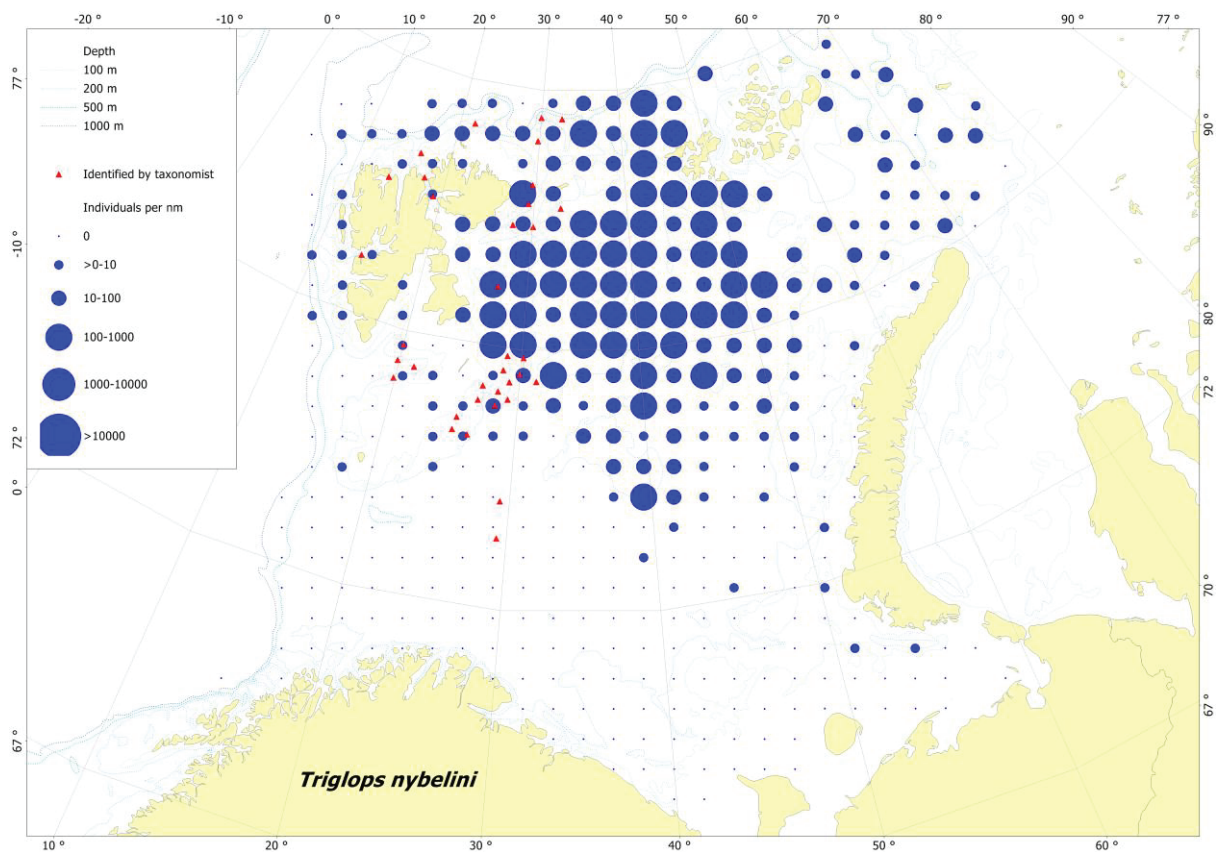 -20 ° -10 ° 0 ° 10 ° 20 ° 30 ° 40 ° 50 ° 60 ° 70 ° 80 ° 90 ° 77 °
Depth
100 m
200 m
500 m
1000 m
Identified by taxonomist
Individuals per nm
0
>0-10
10-100
100-1000
1000-10000
>10000
77 °
-10 °
72 °
0 °
67 °
90 °
80 °
72 °
70 °
67 °
Triglops nybelini
10 ° 20 ° 30 ° 40 ° 50 ° 60 °